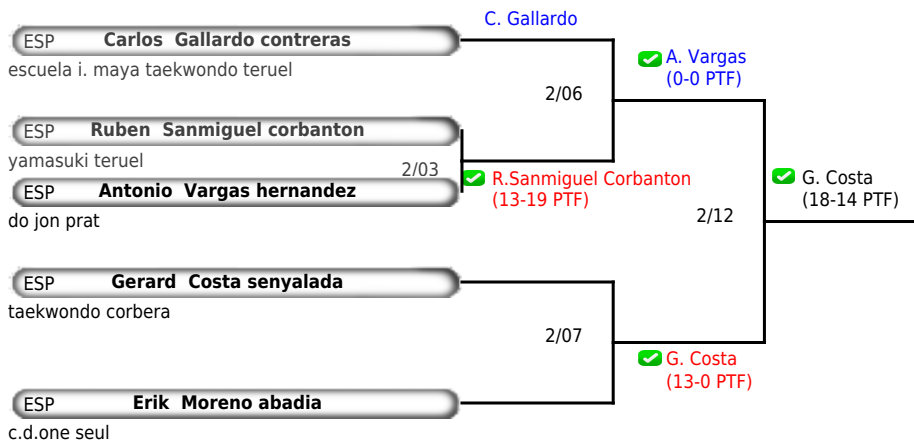 C. Gallardo
ESP Carlos Gallardo contreras
escuela i. maya taekwondo teruel
A. Vargas
(0-0 PTF)
2/06
ESP Ruben Sanmiguel corbanton
yamasuki teruel
2/03
R.Sanmiguel Corbanton
(13-19 PTF)
G. Costa
(18-14 PTF)
ESP Antonio Vargas hernandez
do jon prat
2/12
ESP Gerard Costa senyalada
taekwondo corbera
2/07
G. Costa
(13-0 PTF)
ESP Erik Moreno abadia
c.d.one seul